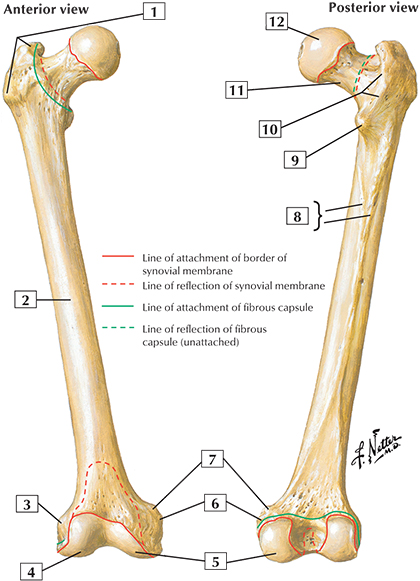 Anterior view
Posterior view
1
12
11
10
9
8
Line of attachment of border of
synovial membrane
Line of reflection of synovial membrane
Line of attachment of fibrous capsule
Line of reflection of fibrous
capsule (unattached)
2
F. Netter
M.D.
7
3
6
4
5